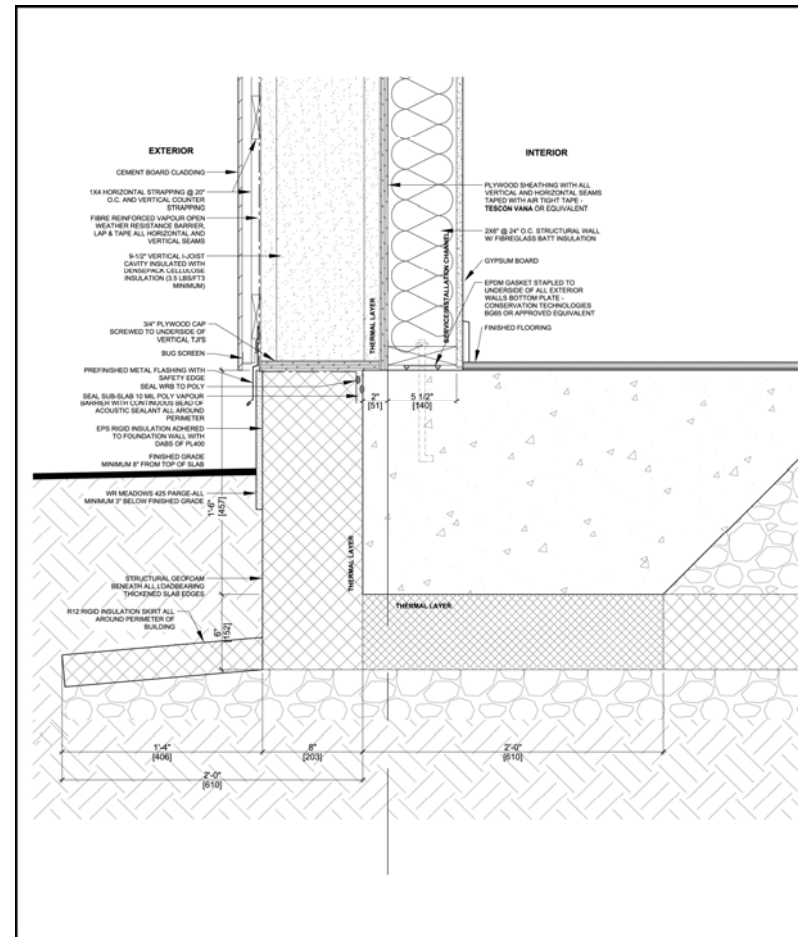 EXTERIOR
CEMENT BOARD CLADDING
1X4 HORIZONTAL STRAPPING @ 20"
O.C. AND VERTICAL COUNTER
STRAPPING
FIBRE REINFORCED VAPOUR OPEN
WEATHER RESISTANCE BARRIER,
LAP & TAPE ALL HORIZONTAL AND
VERTICAL SEAMS
9-1/2" VERTICAL I-JOIST
CAVITY INSULATED WITH
DENSEPACK CELLULOSE
INSULATION (3.5 LBS/FT3
MINIMUM)
3/4" PLYWOOD CAP
SCREWED TO UNDERSIDE OF
VERTICAL TJI'S
BUG SCREEN
PREFINISHED METAL FLASHING WITH
SAFETY EDGE
SEAL WRB TO POLY
SEAL SUB-SLAB 10 MIL POLY VAPOUR
BARRIER WITH CONTINUOUS BEAD OF
ACOUSTIC SEALANT ALL AROUND
PERIMETER
EPS RIGID INSULATION ADHERED
TO FOUNDATION WALL WITH
DABS OF PL400
FINISHED GRADE
MINIMUM 8" FROM TOP OF SLAB
WR MEADOWS 425 PARGE-ALL
MINIMUM 3" BELOW FINISHED GRADE
STRUCTURAL GEOFOAM
BENEATH ALL LOADBEARING
THICKENED SLAB EDGES
R12 RIGID INSULATION SKIRT ALL
AROUND PERIMETER OF
BUILDING
INTERIOR
PLYWOOD SHEATHING WITH ALL
VERTICAL AND HORIZONTAL SEAMS
TAPED WITH AIR TIGHT TAPE -
TESCON VANA OR EQUIVALENT
2X6" @ 24" O.C. STRUCTURAL WALL
W/ FIBREGLASS BATT INSULATION
GYPSUM BOARD
EPDM GASKET STAPLED TO
UNDERSIDE OF ALL EXTERIOR
WALLS BOTTOM PLATE -
CONSERVATION TECHNOLOGIES
BG65 OR APPROVED EQUIVALENT
FINISHED FLOORING
THERMAL LAYER
SERVICE/INSTALLATION CHANNEL
2"
[51]
5 1/2"
[140]
1'-6"
[457]
THERMAL LAYER
THERMAL LAYER
6"
[152]
1'-4"
[406]
8"
[203]
2'-0"
[610]
2'-0"
[610]